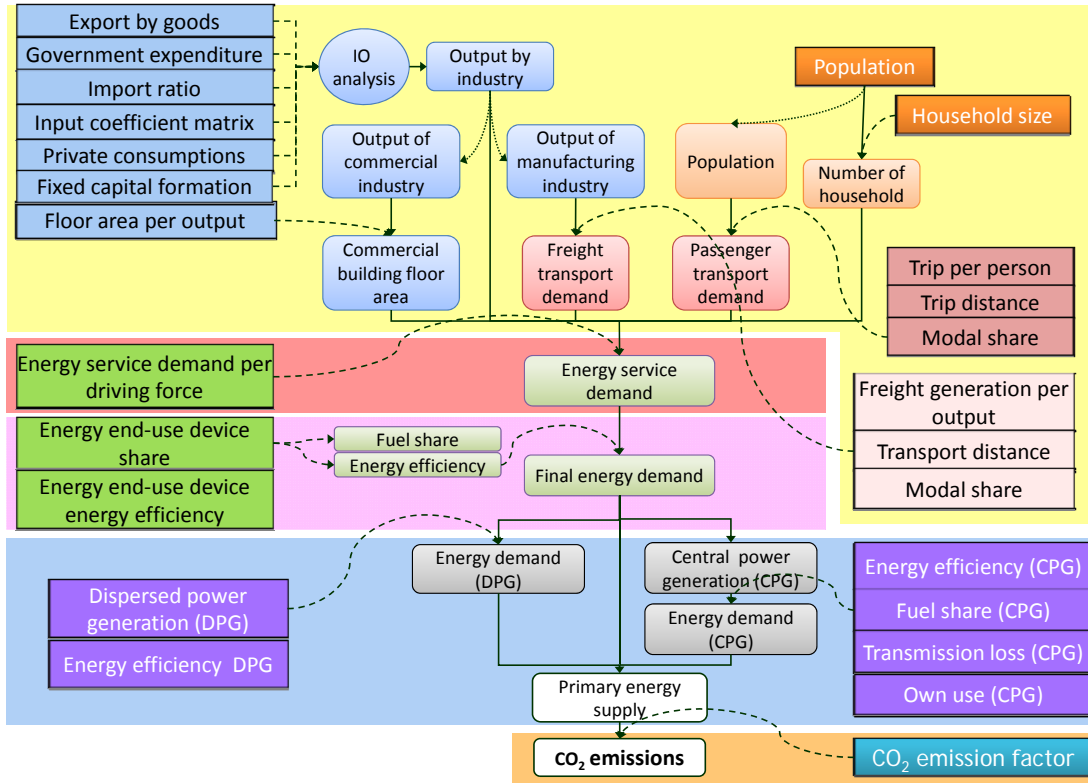 Export by goods
Government expenditure
Import ratio
Input coefficient matrix
Private consumptions
Fixed capital formation
Floor area per output
IO
analysis
Output by
industry
Output of
commercial
industry
Output of
manufacturing
industry
Population
Household size
Population
Number of
household
Commercial
building floor
area
Freight
transport
demand
Passenger
transport
demand
Trip per person
Trip distance
Modal share
Freight generation per
output
Transport distance
Modal share
Energy service demand per
driving force
Energy service
demand
Energy end-use device
share
Energy end-use device
energy efficiency
Fuel share
Energy efficiency
Final energy demand
Dispersed power
generation (DPG)
Energy efficiency DPG
Energy demand
(DPG)
Central power
generation (CPG)
Energy demand
(CPG)
Energy efficiency (CPG)
Fuel share (CPG)
Transmission loss (CPG)
Own use (CPG)
Primary energy
supply
CO₂ emissions
CO₂ emission factor